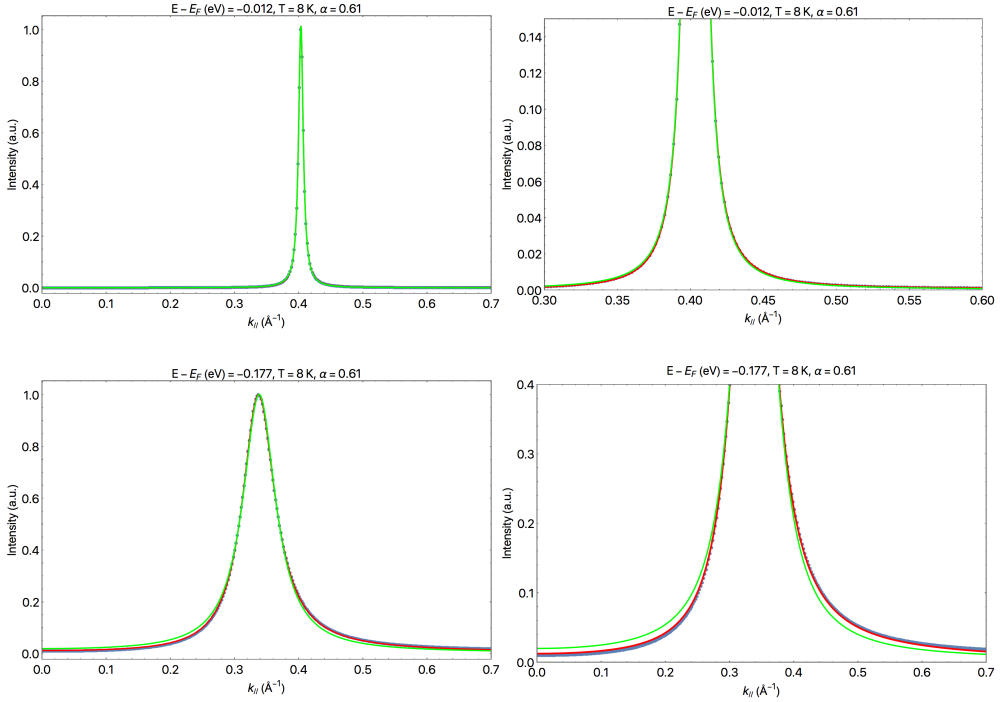 E − E_F (eV) = −0.012, T = 8 K, α = 0.61
Intensity (a.u.)
1.0
0.8
0.6
0.4
0.2
0.0
0.0 0.1 0.2 0.3 0.4 0.5 0.6 0.7
k_// (Å⁻¹)
E − E_F (eV) = −0.012, T = 8 K, α = 0.61
Intensity (a.u.)
0.14
0.12
0.10
0.08
0.06
0.04
0.02
0.00
0.30 0.35 0.40 0.45 0.50 0.55 0.60
k_// (Å⁻¹)
E − E_F (eV) = −0.177, T = 8 K, α = 0.61
Intensity (a.u.)
1.0
0.8
0.6
0.4
0.2
0.0
0.0 0.1 0.2 0.3 0.4 0.5 0.6 0.7
k_// (Å⁻¹)
E − E_F (eV) = −0.177, T = 8 K, α = 0.61
Intensity (a.u.)
0.4
0.3
0.2
0.1
0.0
0.0 0.1 0.2 0.3 0.4 0.5 0.6 0.7
k_// (Å⁻¹)